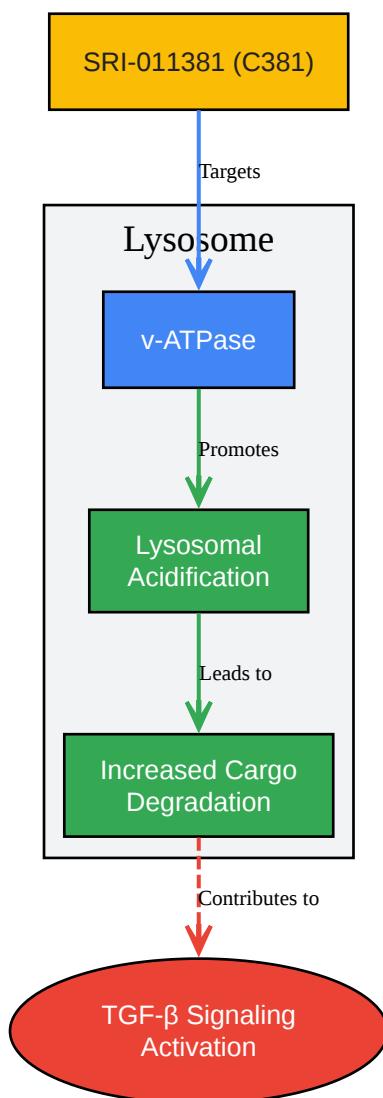 SRI-011381 (C381)
Targets
Lysosome
v-ATPase
Promotes
Lysosomal
Acidification
Leads to
Increased Cargo
Degradation
Contributes to
TGF-β Signaling
Activation